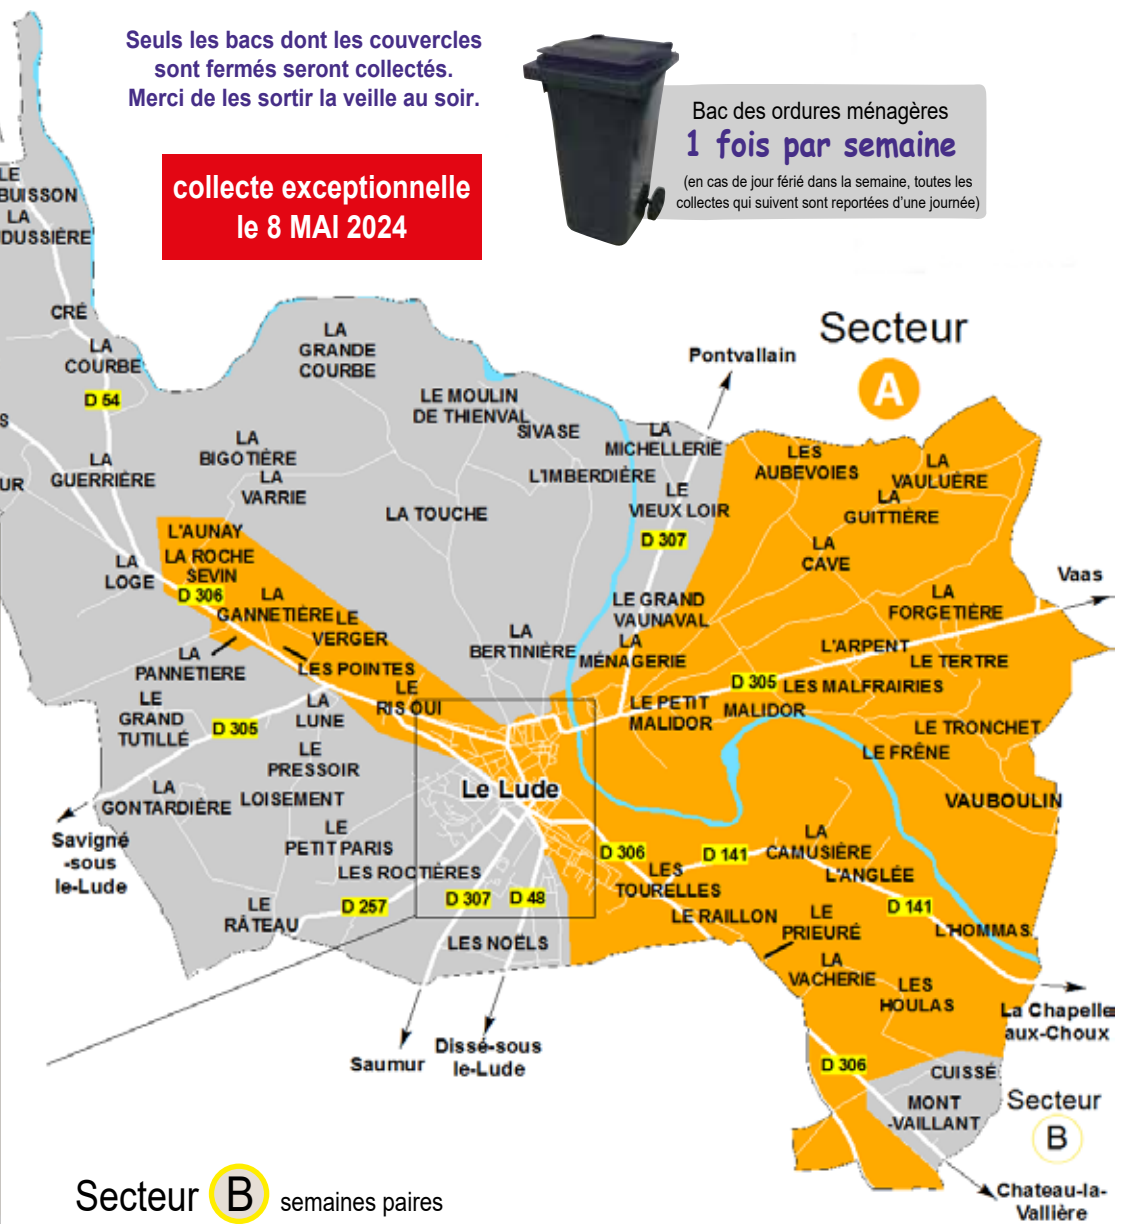 Seuls les bacs dont les couvercles
sont fermés seront collectés.
Merci de les sortir la veille au soir.
collecte exceptionnelle
le 8 MAI 2024
Bac des ordures ménagères
1 fois par semaine
(en cas de jour férié dans la semaine, toutes les
collectes qui suivent sont reportées d'une journée)
LE
BUISSON
LA
DUSSIÈRE
CRÉ
LA
COURBE
D 54
S
LA
GUERRIÈRE
UR
LA
GRANDE
COURBE
LE MOULIN
DE THIENVAL
SIVASE
LA
BIGOTIÈRE
LA
VARRIE
LA TOUCHE
L'IMBERDIÈRE
LA
MICHELLERIE
LE
VIEUX LOIR
D 307
Pontvallain
Secteur
A
LES
AUBEVOIES
LA
VAULUÈRE
LA
GUITTIÈRE
LA
CAVE
Vaas
LA
FORGETIÈRE
L'ARPENT
LE TERTRE
D 305
LES MALFRAIRIES
MALIDOR
LE TRONCHET
LE FRÊNE
VAUBOULIN
L'AUNAY
LA ROCHE
SEVIN
LA
LOGE
D 306
LA
GANNETIÈRE
LE
VERGER
LA
PANNETIERE
LES POINTES
LE
RIS OUI
LA
BERTINIÈRE
LE GRAND
VAUNAVAL
LA
MÉNAGERIE
LE PETIT
MALIDOR
LE
GRAND
TUTILLÉ
D 305
LA
LUNE
LE
PRESSOIR
LA
GONTARDIÈRE
LOISEMENT
LE
PETIT PARIS
Le Lude
Savigné
-sous
le-Lude
LES ROCTIÈRES
LE
RÂTEAU
D 257
D 307
D 48
LES NOËLS
D 306
LES
TOURELLES
D 141
LA
CAMUSIÈRE
L'ANGLÉE
D 141
LE RAILLON
LE
PRIEURÉ
L'HOMMAS
LA
VACHERIE
LES
HOULAS
La Chapelle
aux-Choux
Saumur
Dissé-sous
le-Lude
D 306
CUISSÉ
MONT
-VAILLANT
Secteur
B
Chateau-la-
Vallière
Secteur B semaines paires